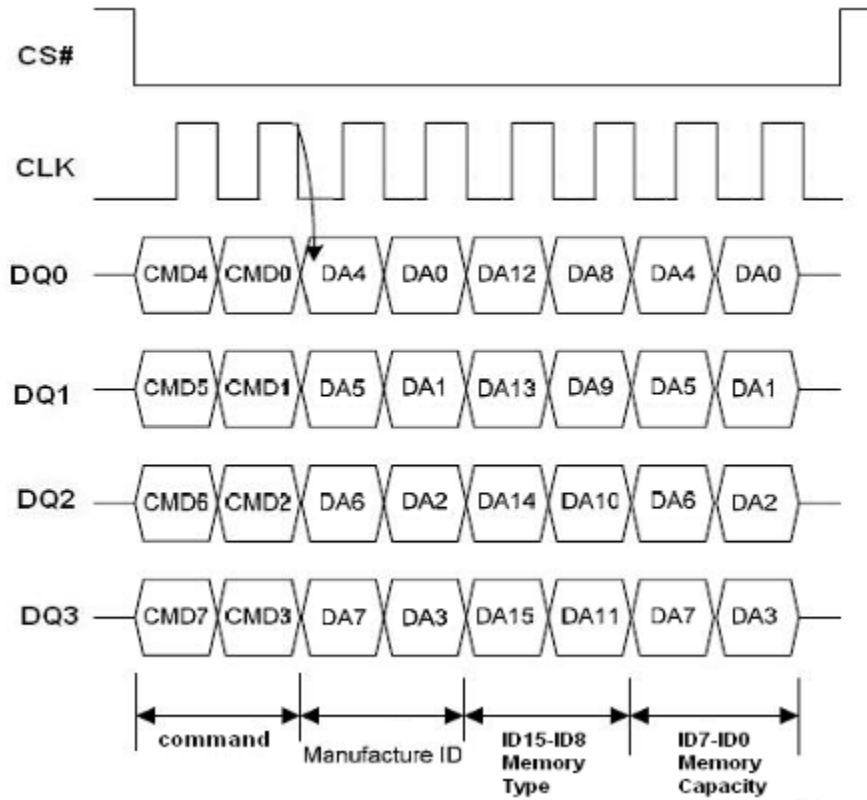 CS#
CLK
DQ0 CMD4 CMD0 DA4 DA0 DA12 DA8 DA4 DA0
DQ1 CMD5 CMD1 DA5 DA1 DA13 DA9 DA5 DA1
DQ2 CMD6 CMD2 DA6 DA2 DA14 DA10 DA6 DA2
DQ3 CMD7 CMD3 DA7 DA3 DA15 DA11 DA7 DA3
command
Manufacture ID
ID15-ID8
Memory
Type
ID7-ID0
Memory
Capacity